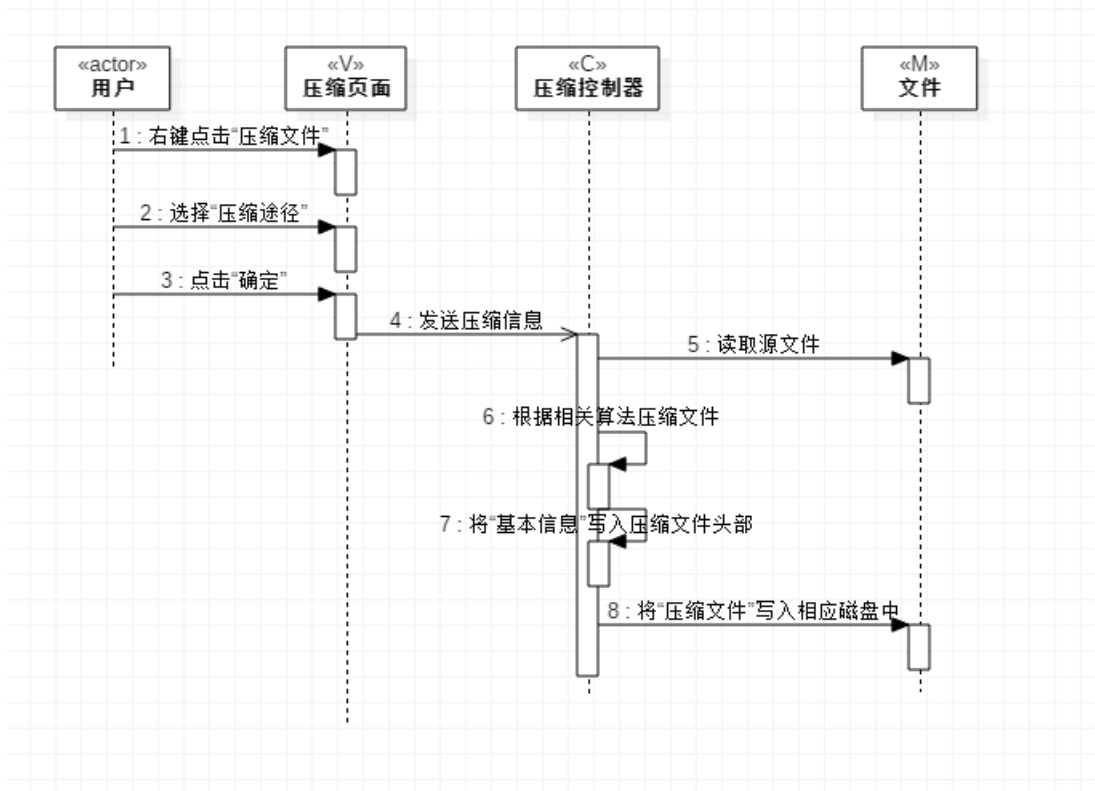 «actor»
用户
«V»
压缩页面
«C»
压缩控制器
«M»
文件
1 : 右键点击“压缩文件”
2 : 选择“压缩途径”
3 : 点击“确定”
4 : 发送压缩信息
5 : 读取源文件
6 : 根据相关算法压缩文件
7 : 将“基本信息”写入压缩文件头部
8 : 将“压缩文件”写入相应磁盘中